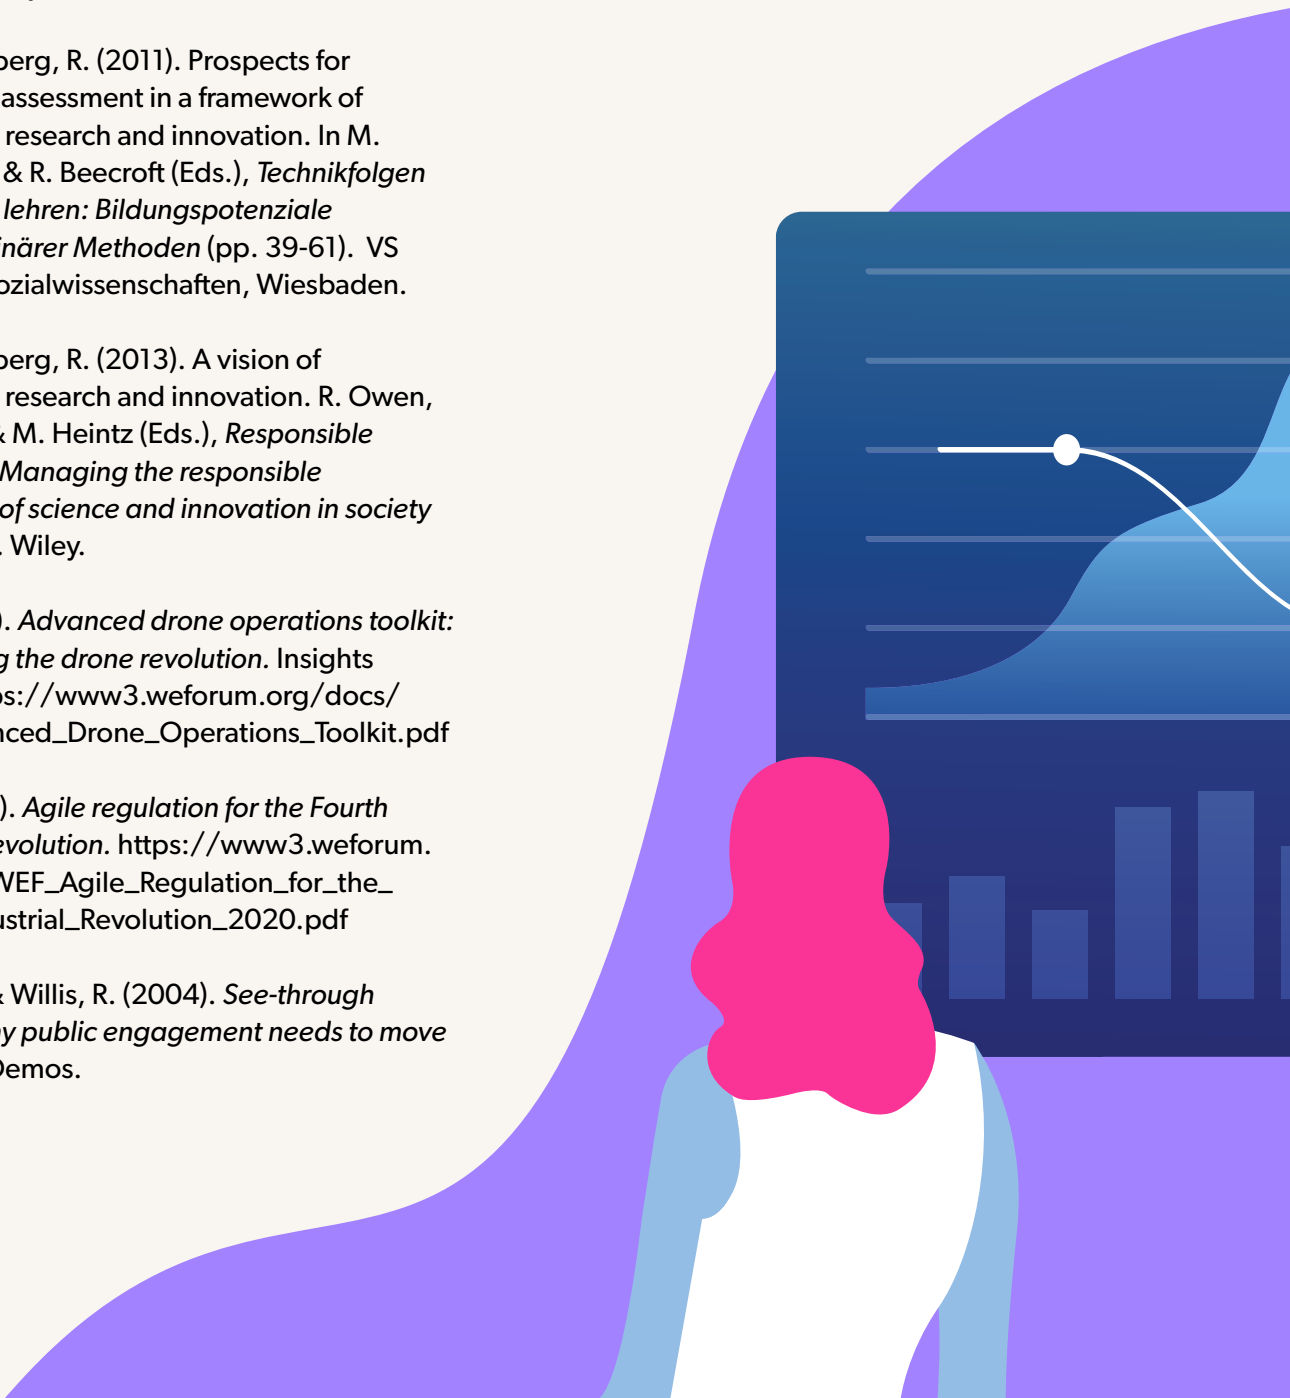 berg, R. (2011). Prospects for
assessment in a framework of
research and innovation. In M.
& R. Beecroft (Eds.), Technikfolgen
lehren: Bildungspotenziale
inärer Methoden (pp. 39-61). VS
ozialwissenschaften, Wiesbaden.
berg, R. (2013). A vision of
research and innovation. R. Owen,
& M. Heintz (Eds.), Responsible
Managing the responsible
of science and innovation in society
. Wiley.
). Advanced drone operations toolkit:
g the drone revolution. Insights
ps://www3.weforum.org/docs/
nced_Drone_Operations_Toolkit.pdf
). Agile regulation for the Fourth
evolution. https://www3.weforum.
WEF_Agile_Regulation_for_the_
ustrial_Revolution_2020.pdf
& Willis, R. (2004). See-through
y public engagement needs to move
Demos.